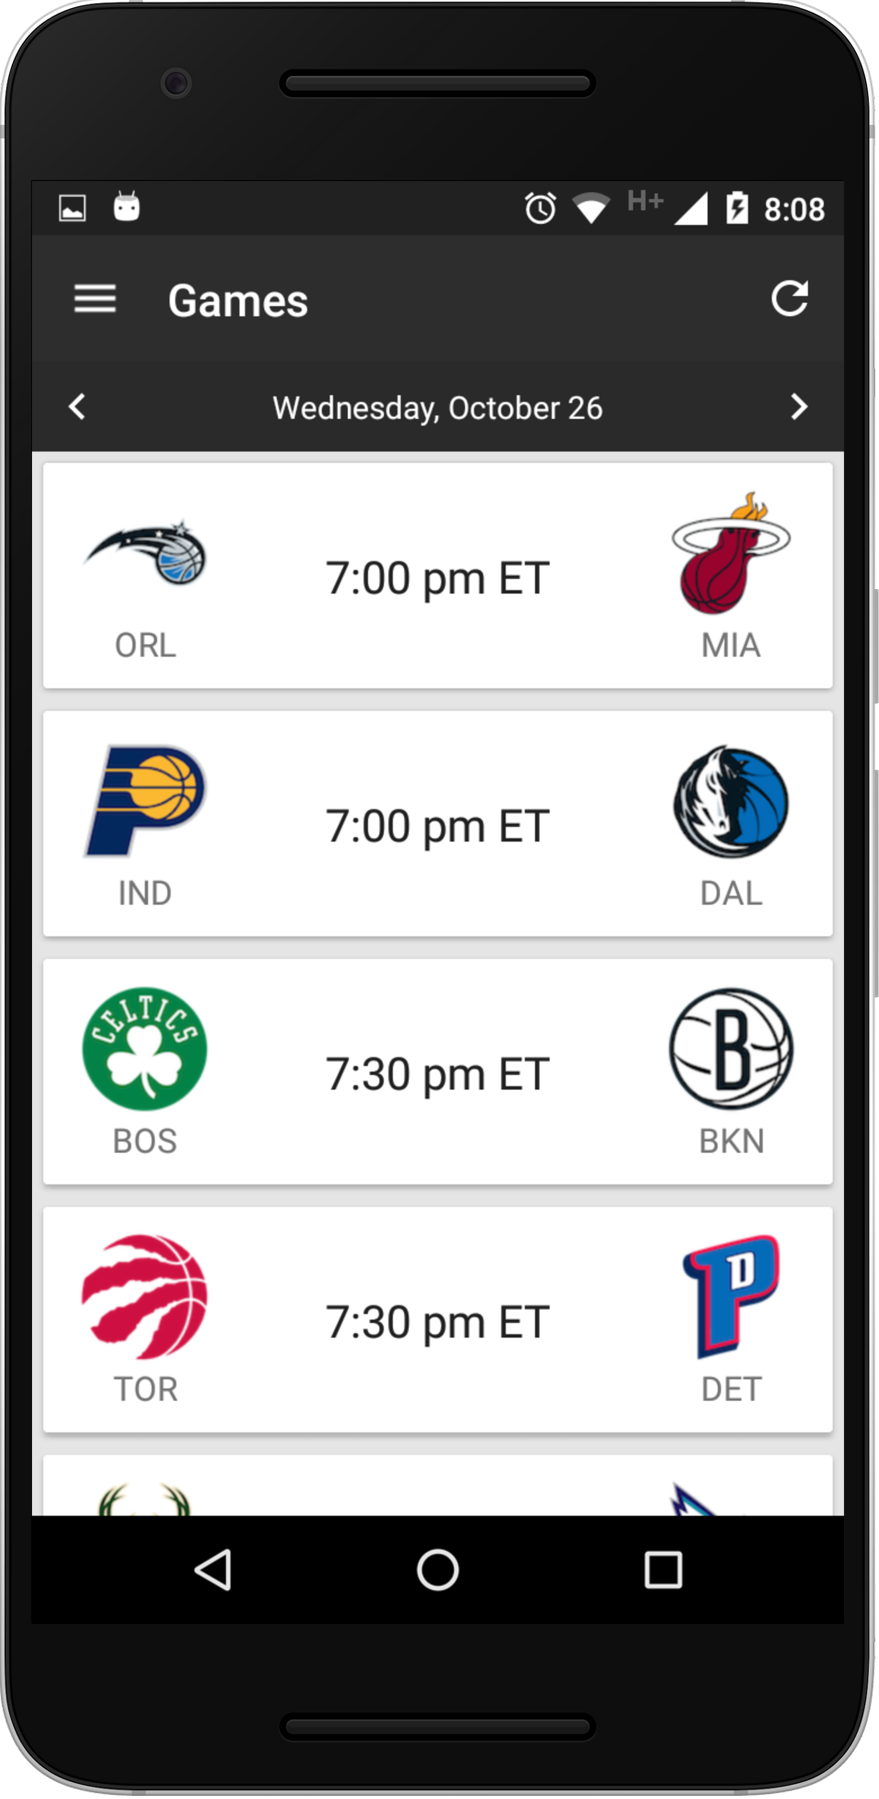 H+ 8:08
Games
Wednesday, October 26
7:00 pm ET
ORL MIA
7:00 pm ET
IND DAL
CELTICS
B
7:30 pm ET
BOS BKN
D
P
7:30 pm ET
TOR DET